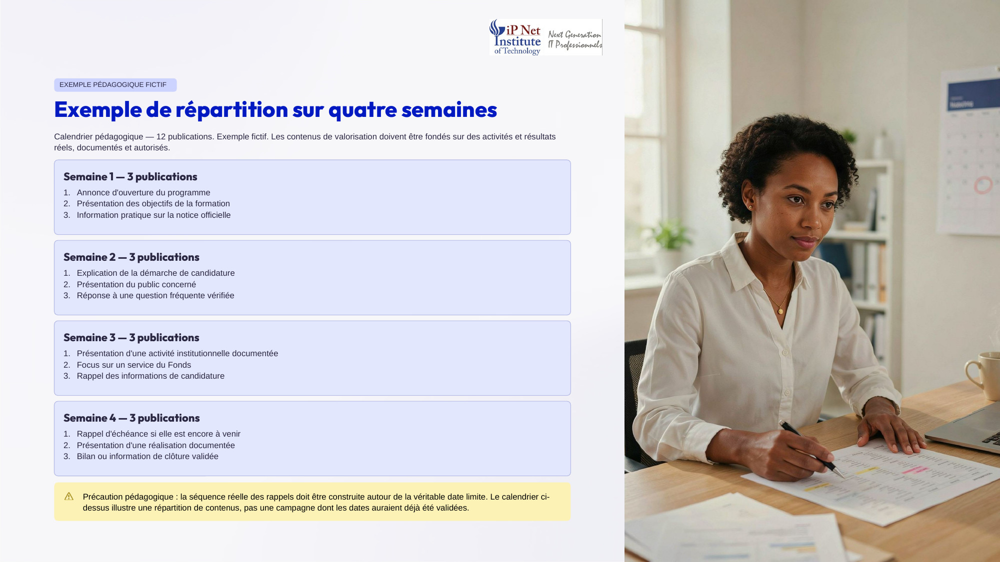 iP Net
Institute
of Technology
Next Generation
IT Professionnels
EXEMPLE PÉDAGOGIQUE FICTIF
Exemple de répartition sur quatre semaines
Calendrier pédagogique — 12 publications. Exemple fictif. Les contenus de valorisation doivent être fondés sur des activités et résultats
réels, documentés et autorisés.
Semaine 1 — 3 publications
1. Annonce d'ouverture du programme
2. Présentation des objectifs de la formation
3. Information pratique sur la notice officielle
Semaine 2 — 3 publications
1. Explication de la démarche de candidature
2. Présentation du public concerné
3. Réponse à une question fréquente vérifiée
Semaine 3 — 3 publications
1. Présentation d'une activité institutionnelle documentée
2. Focus sur un service du Fonds
3. Rappel des informations de candidature
Semaine 4 — 3 publications
1. Rappel d'échéance si elle est encore à venir
2. Présentation d'une réalisation documentée
3. Bilan ou information de clôture validée
Précaution pédagogique : la séquence réelle des rappels doit être construite autour de la véritable date limite. Le calendrier ci-
dessus illustre une répartition de contenus, pas une campagne dont les dates auraient déjà été validées.